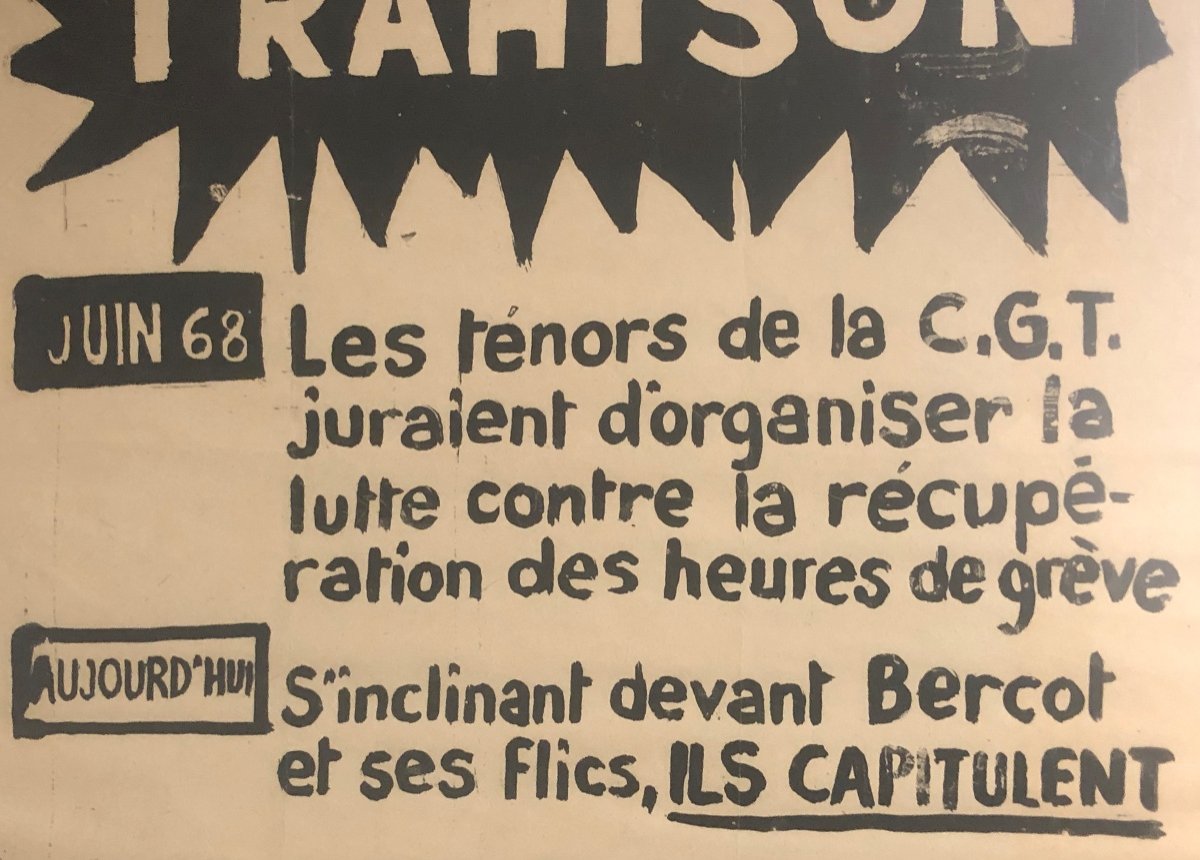 TRAHISON
JUIN 68
Les ténors de la C.G.T.
juraient d'organiser la
lutte contre la récupé-
ration des heures de grève
AUJOURD'HUI
S'inclinant devant Bercot
et ses flics, ILS CAPITULENT